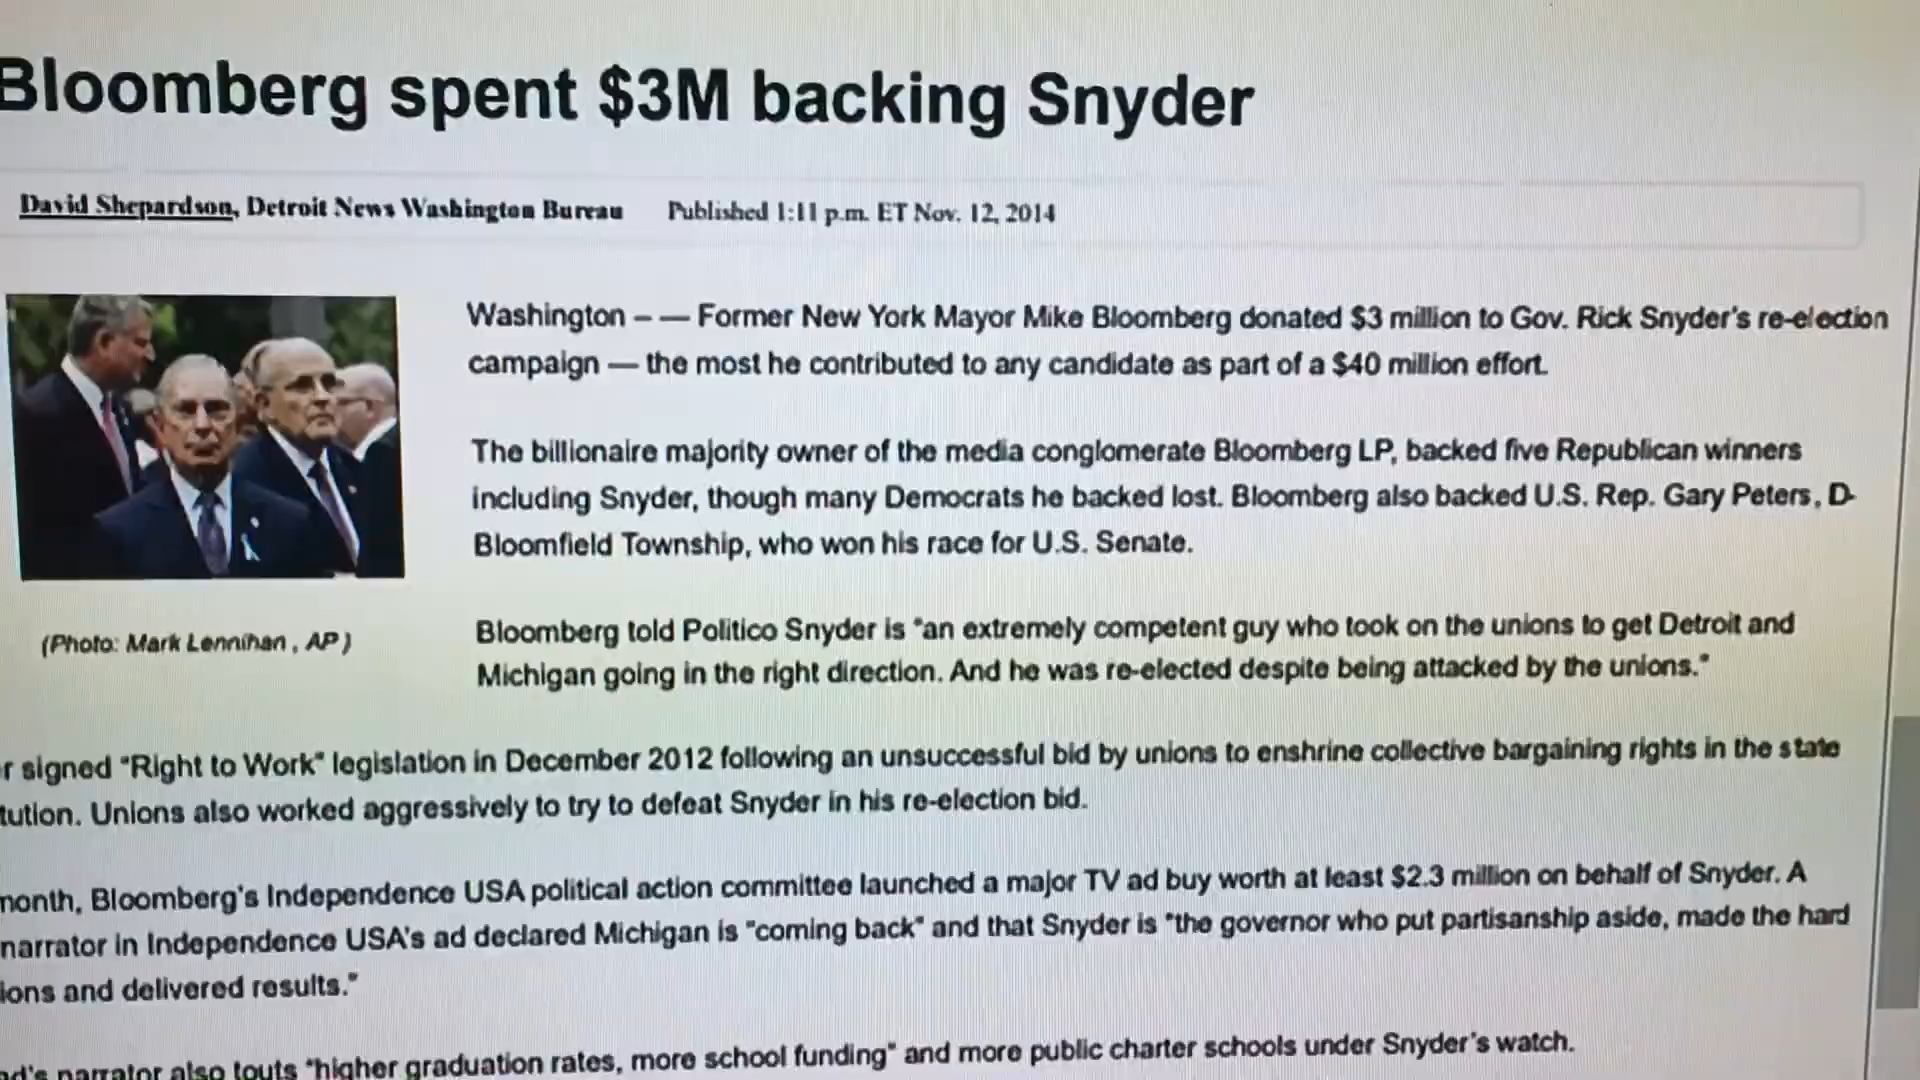 Bloomberg spent $3M backing Snyder
David Shepardson, Detroit News Washington Bureau Published 1:11 p.m. ET Nov. 12, 2014
Washington – — Former New York Mayor Mike Bloomberg donated $3 million to Gov. Rick Snyder's re-election
campaign — the most he contributed to any candidate as part of a $40 million effort.
The billionaire majority owner of the media conglomerate Bloomberg LP, backed five Republican winners
including Snyder, though many Democrats he backed lost. Bloomberg also backed U.S. Rep. Gary Peters, D-
Bloomfield Township, who won his race for U.S. Senate.
(Photo: Mark Lennihan, AP)
Bloomberg told Politico Snyder is "an extremely competent guy who took on the unions to get Detroit and
Michigan going in the right direction. And he was re-elected despite being attacked by the unions."
r signed "Right to Work" legislation in December 2012 following an unsuccessful bid by unions to enshrine collective bargaining rights in the state
tution. Unions also worked aggressively to try to defeat Snyder in his re-election bid.
month, Bloomberg's Independence USA political action committee launched a major TV ad buy worth at least $2.3 million on behalf of Snyder. A
narrator in Independence USA's ad declared Michigan is "coming back" and that Snyder is "the governor who put partisanship aside, made the hard
ions and delivered results."
ad's narrator also touts "higher graduation rates, more school funding" and more public charter schools under Snyder's watch.